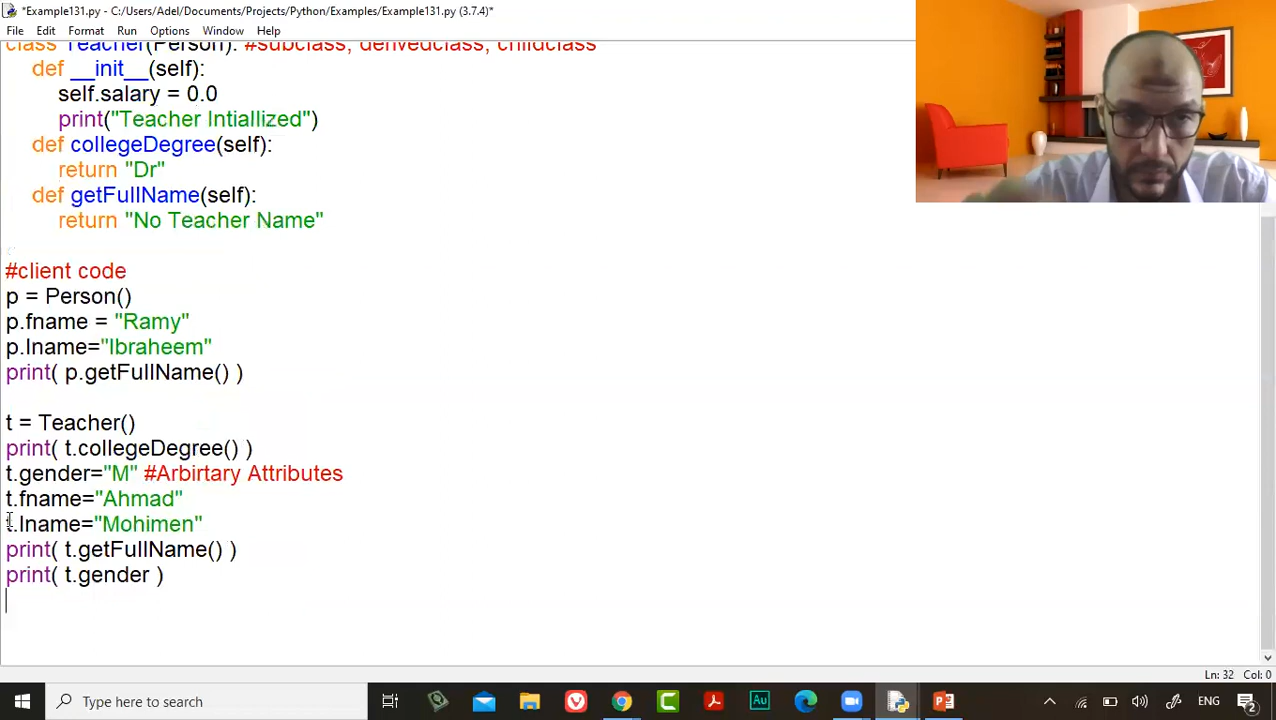 *Example131.py - C:/Users/Adel/Documents/Projects/Python/Examples/Example131.py (3.7.4)*
File Edit Format Run Options Window Help
class Teacher(Person): #subclass, derivedclass, childclass
def __init__(self):
self.salary = 0.0
print("Teacher Intiallized")
def collegeDegree(self):
return "Dr"
def getFullName(self):
return "No Teacher Name"
#client code
p = Person()
p.fname = "Ramy"
p.lname="Ibraheem"
print( p.getFullName() )
t = Teacher()
print( t.collegeDegree() )
t.gender="M" #Arbirtary Attributes
t.fname="Ahmad"
t.lname="Mohimen"
print( t.getFullName() )
print( t.gender )
Ln: 32 Col: 0
Type here to search
Au
ENG
2